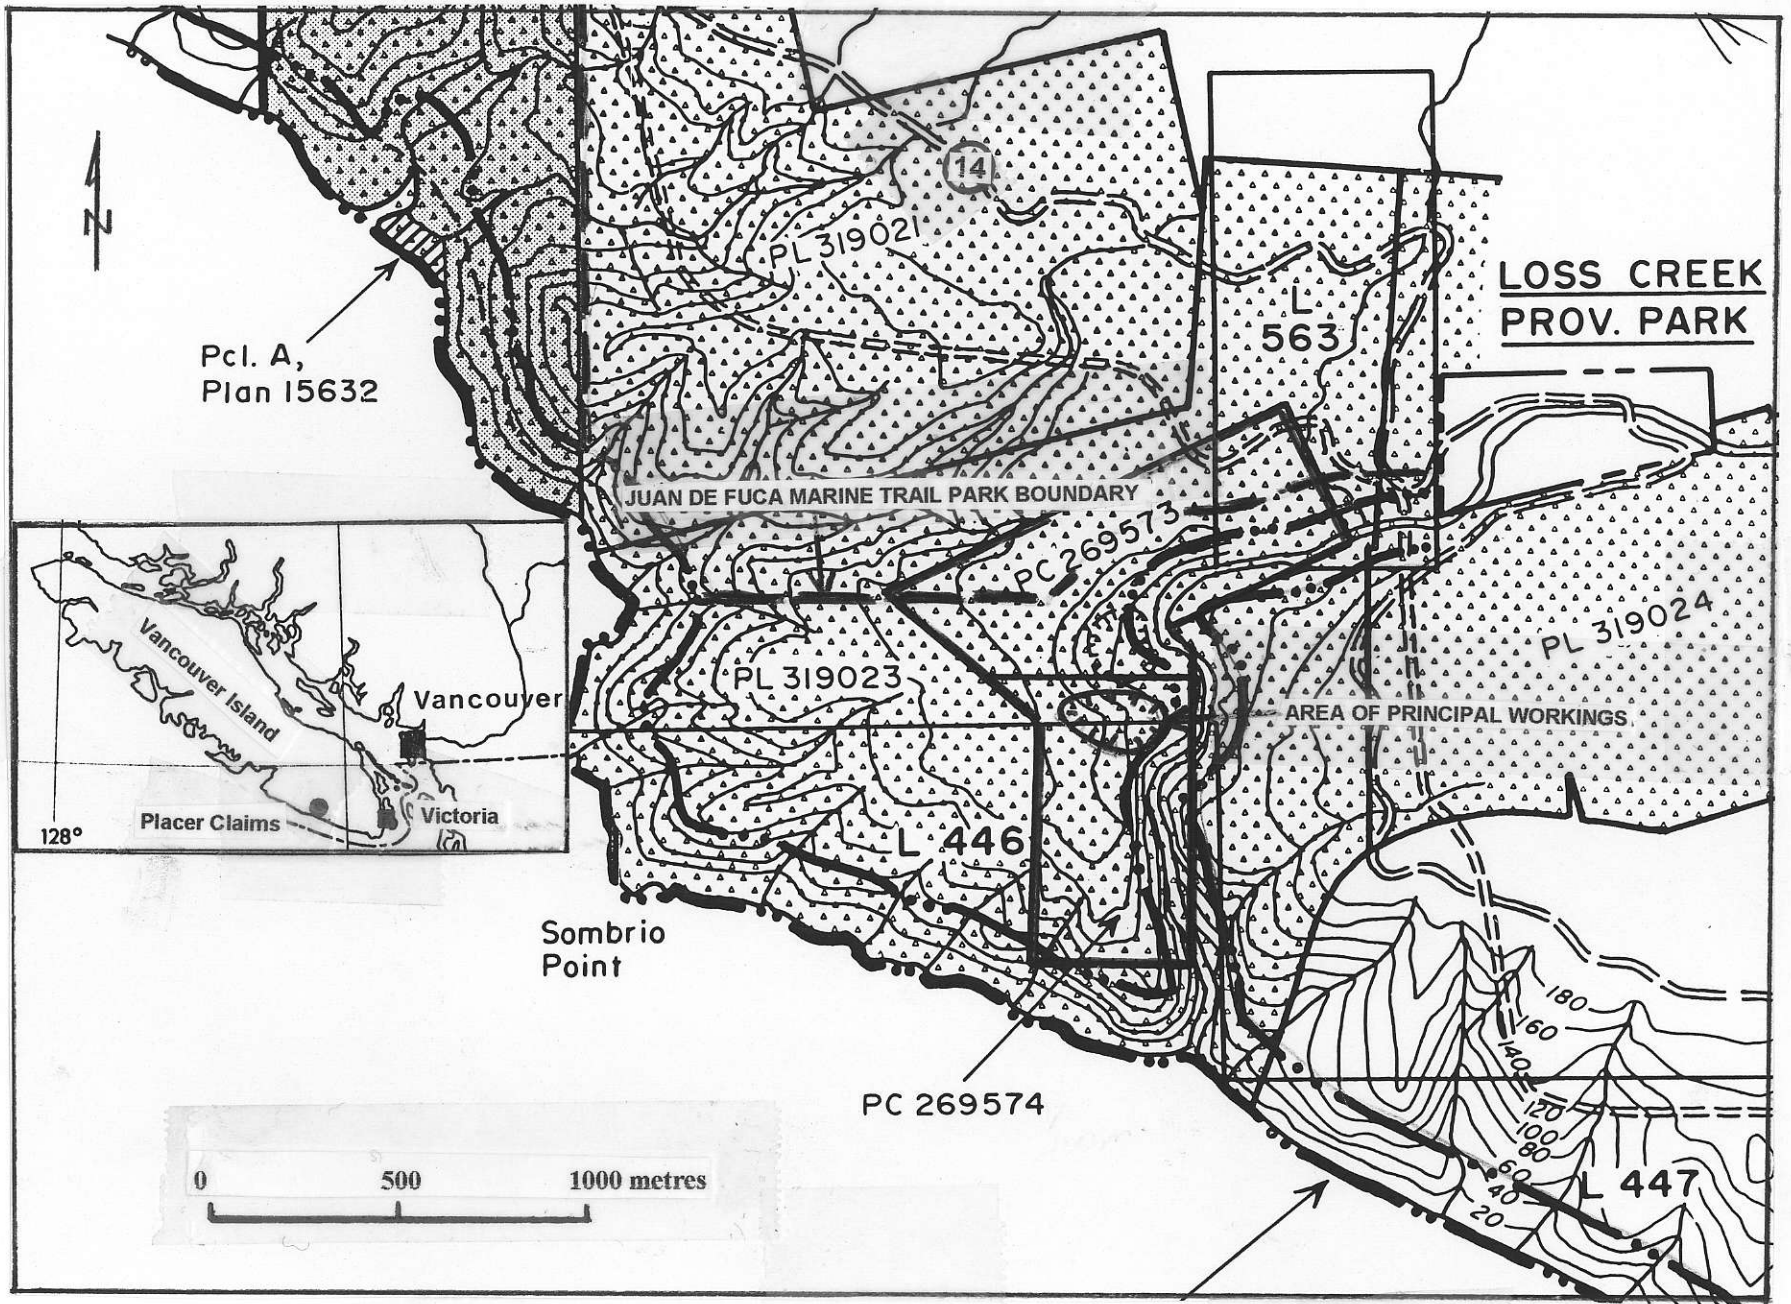 14
N
PL 319021
L
563
LOSS CREEK
PROV. PARK
Pcl. A,
Plan 15632
JUAN DE FUCA MARINE TRAIL PARK BOUNDARY
PC 269573
PL 319024
PL 319023
AREA OF PRINCIPAL WORKINGS
Vancouver Island
Vancouver
Placer Claims
Victoria
128°
L 446
Sombrio
Point
PC 269574
180
160
140
120
100
80
60
40
20
L 447
0 500 1000 metres